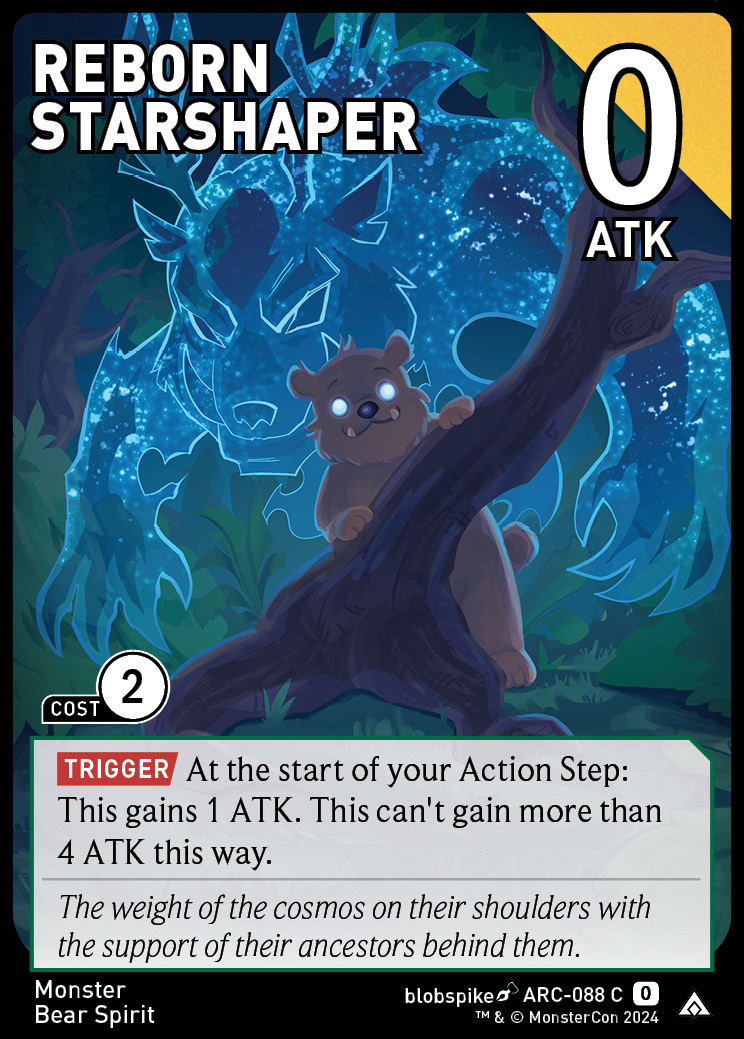 REBORN
STARSHAPER
0
ATK
COST 2
TRIGGER At the start of your Action Step:
This gains 1 ATK. This can't gain more than
4 ATK this way.
The weight of the cosmos on their shoulders with
the support of their ancestors behind them.
Monster
Bear Spirit
blobspike ARC-088 C 0
™ & © MonsterCon 2024